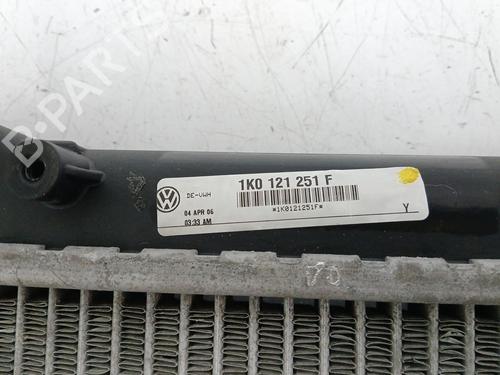 1K0 121 251 F
DE-VWH
*1K0121251F*
04 APR 06
03:33 AM
Y
B-Parts